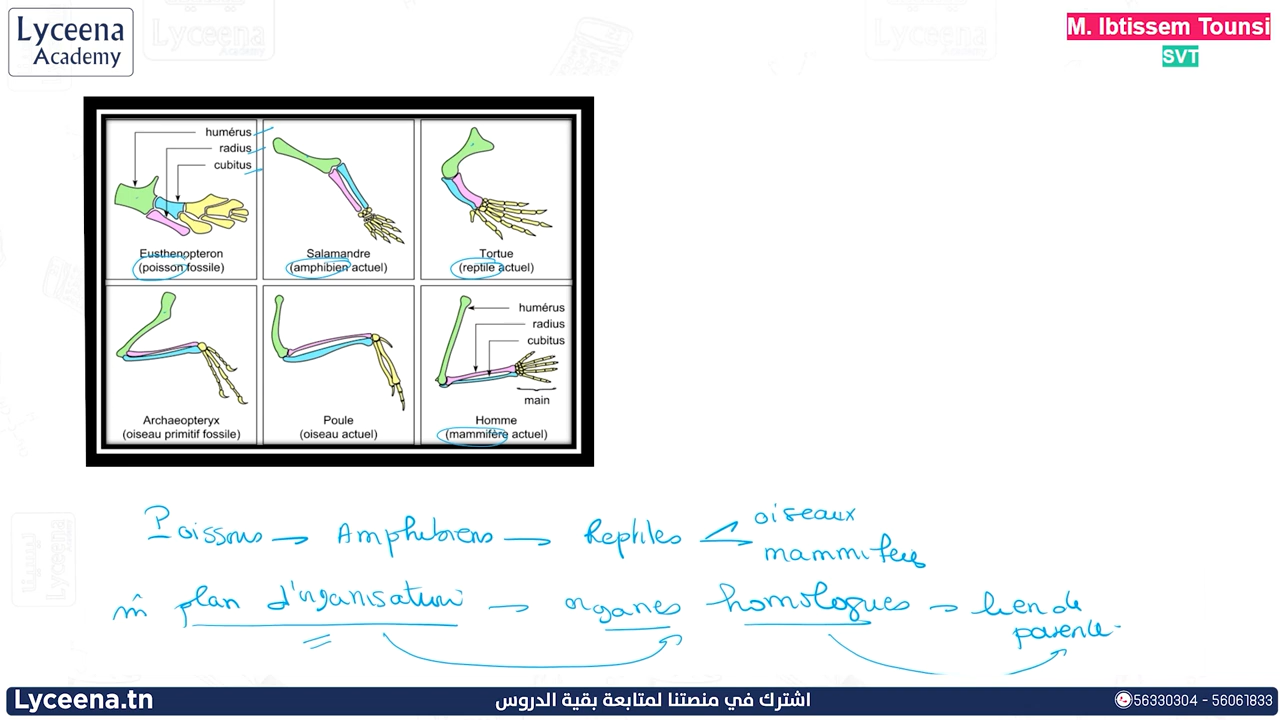 Lyceena
Academy
M. Ibtissem Tounsi
SVT
humérus
radius
cubitus
Eusthenopteron
(poisson fossile)
Salamandre
(amphibien actuel)
Tortue
(reptile actuel)
Archaeopteryx
(oiseau primitif fossile)
Poule
(oiseau actuel)
humérus
radius
cubitus
main
Homme
(mammifère actuel)
Poissons → Amphibiens → Reptiles < oiseaux
mammifères
m̂ plan d'organisation → organes homologues → lien de
parenté
Lyceena.tn
اشترك في منصتنا لمتابعة بقية الدروس
56330304 - 56061833